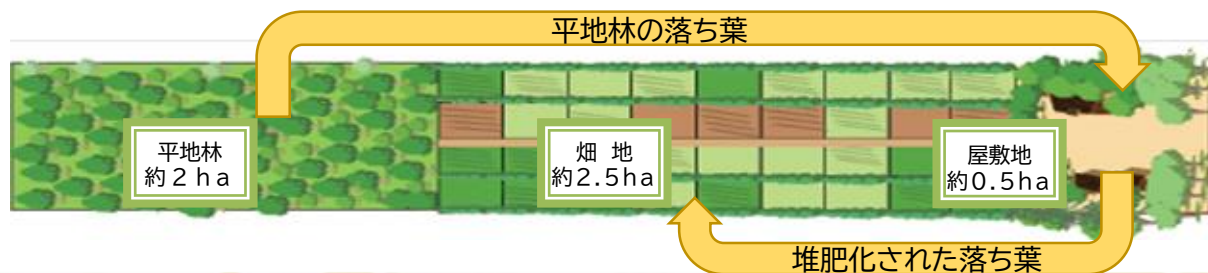 平地林の落ち葉
平地林
約２ｈａ
畑 地
約2.5ha
屋敷地
約0.5ha
堆肥化された落ち葉